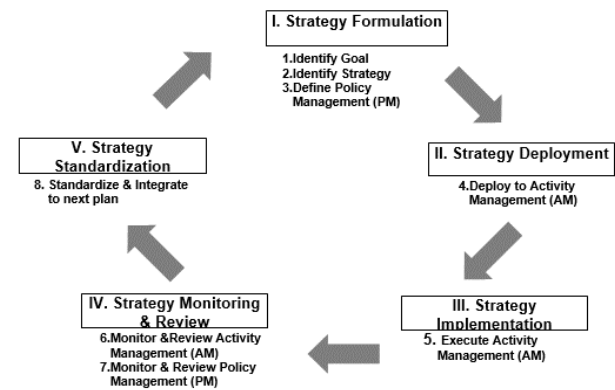 I. Strategy Formulation
1.Identify Goal
2.Identify Strategy
3.Define Policy
Management (PM)
II. Strategy Deployment
4.Deploy to Activity
Management (AM)
III. Strategy
Implementation
5. Execute Activity
Management (AM)
IV. Strategy Monitoring
& Review
6.Monitor &Review Activity
Management (AM)
7.Monitor & Review Policy
Management (PM)
V. Strategy
Standardization
8. Standardize & Integrate
to next plan